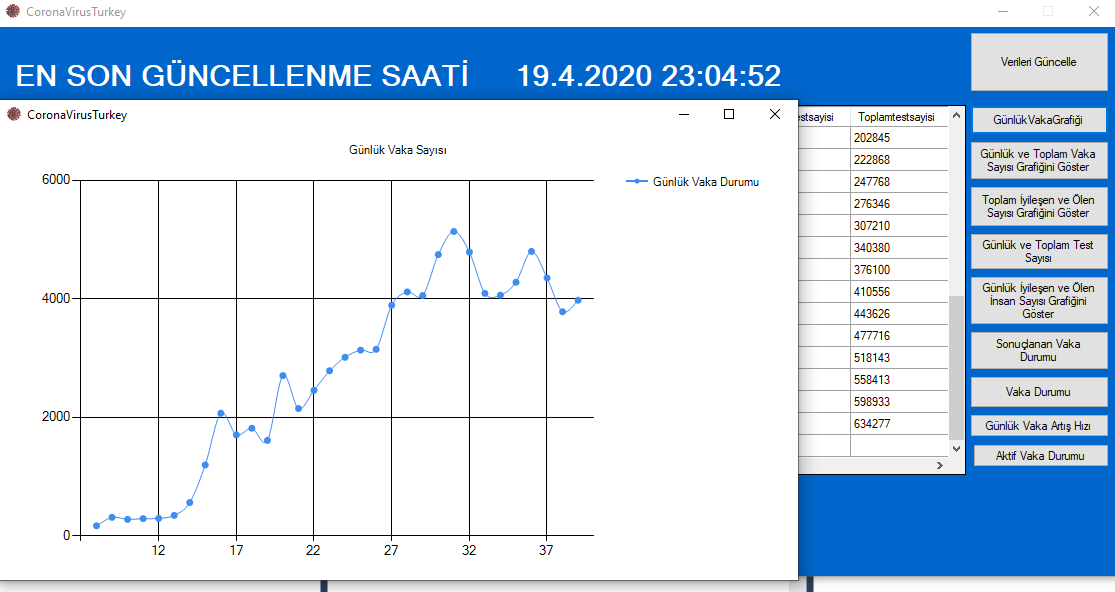 CoronaVirusTurkey
EN SON GÜNCELLENME SAATİ 19.4.2020 23:04:52
Verileri Güncelle
CoronaVirusTurkey
Günlük Vaka Sayısı
Günlük Vaka Durumu
6000
4000
2000
0
12 17 22 27 32 37
estsayisi Toplamtestsayisi
202845
222868
247768
276346
307210
340380
376100
410556
443626
477716
518143
558413
598933
634277
GünlükVakaGrafiği
Günlük ve Toplam Vaka
Sayısı Grafiğini Göster
Toplam İyileşen ve Ölen
Sayısı Grafiğini Göster
Günlük ve Toplam Test
Sayısı
Günlük İyileşen ve Ölen
İnsan Sayısı Grafiğini
Göster
Sonuçlanan Vaka
Durumu
Vaka Durumu
Günlük Vaka Artış Hızı
Aktif Vaka Durumu